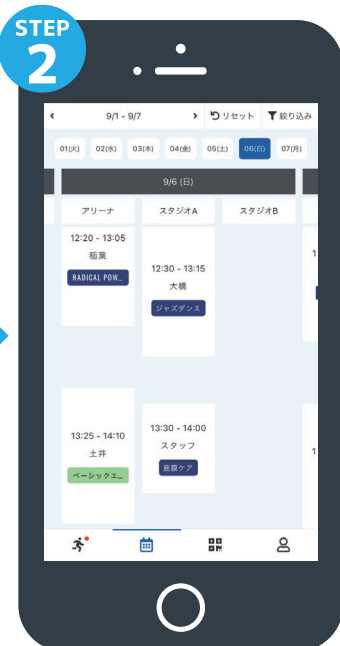 STEP
2
9/1 - 9/7
リセット
絞り込み
01(火) 02(水) 03(木) 04(金) 05(土) 06(日) 07(月)
9/6 (日)
アリーナ スタジオA スタジオB
12:20 - 13:05
稲葉
RADICAL POW...
12:30 - 13:15
大橋
ジャズダンス
13:25 - 14:10
土井
ベーシックエ...
13:30 - 14:00
スタッフ
筋膜ケア